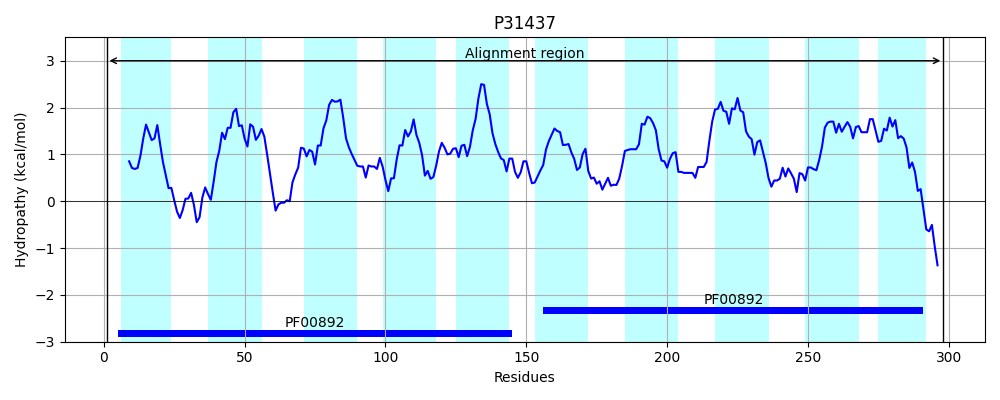 P31437
Alignment region
3
2
1
0
−1
−2
−3
Hydropathy (kcal/mol)
PF00892
PF00892
0
50
100
150
200
250
300
Residues